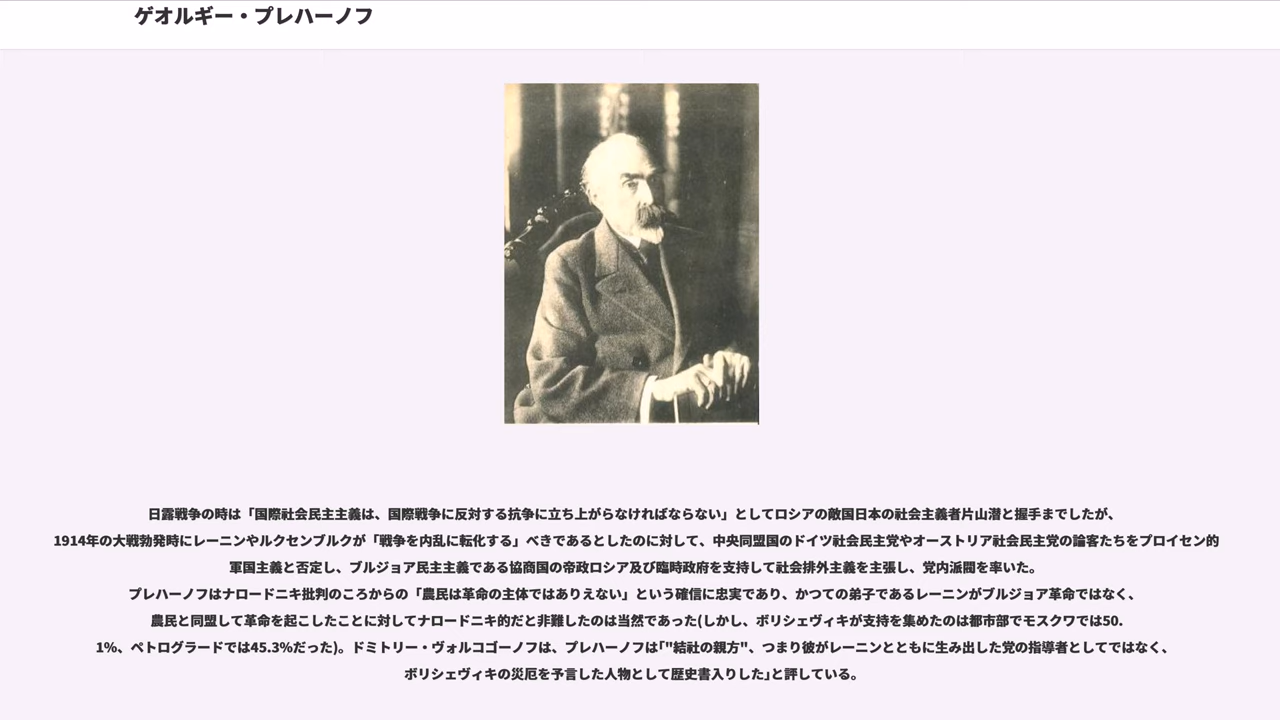 ゲオルギー・プレハーノフ
日露戦争の時は「国際社会民主主義は、国際戦争に反対する抗争に立ち上がらなければならない」としてロシアの敵国日本の社会主義者片山潜と握手までしたが、
1914年の大戦勃発時にレーニンやルクセンブルクが「戦争を内乱に転化する」べきであるとしたのに対して、中央同盟国のドイツ社会民主党やオーストリア社会民主党の論客たちをプロイセン的
軍国主義と否定し、ブルジョア民主主義である協商国の帝政ロシア及び臨時政府を支持して社会排外主義を主張し、党内派閥を率いた。
プレハーノフはナロードニキ批判のころからの「農民は革命の主体ではありえない」という確信に忠実であり、かつての弟子であるレーニンがブルジョア革命ではなく、
農民と同盟して革命を起こしたことに対してナロードニキ的だと非難したのは当然であった(しかし、ボリシェヴィキが支持を集めたのは都市部でモスクワでは50.
1%、ペトログラードでは45.3%だった)。ドミトリー・ヴォルコゴーノフは、プレハーノフは｢"結社の親方"、つまり彼がレーニンとともに生み出した党の指導者としてではなく、
ボリシェヴィキの災厄を予言した人物として歴史書入りした｣と評している。